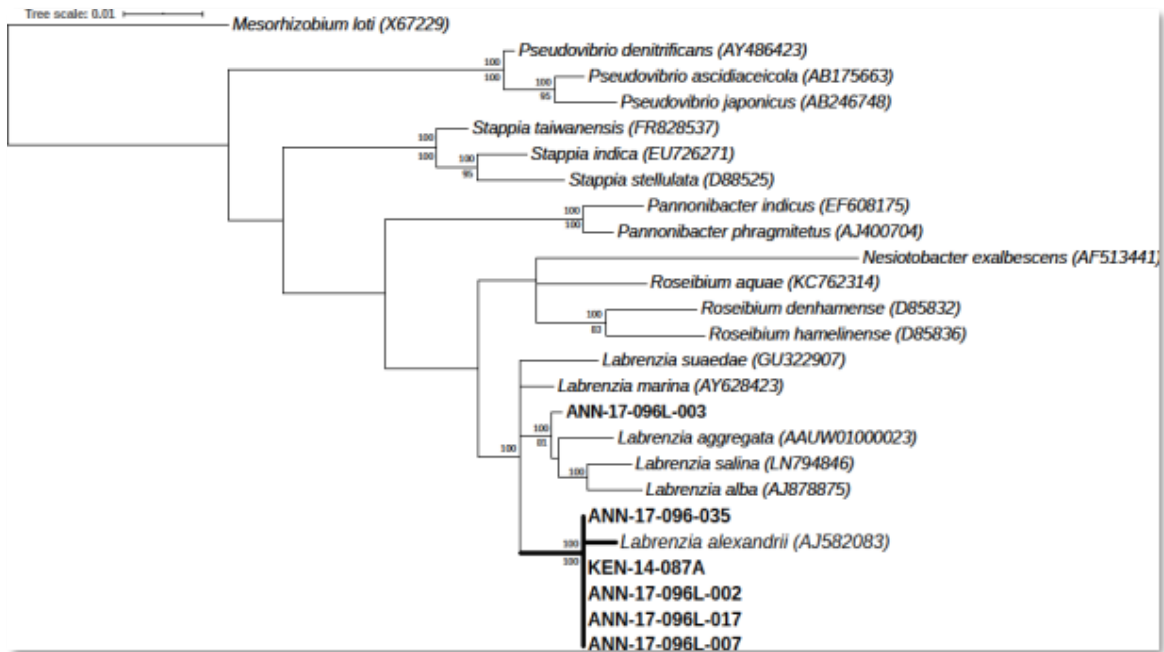 Tree scale: 0.01
Mesorhizobium loti (X67229)
Pseudovibrio denitrificans (AY486423)
100
100
Pseudovibrio ascidiaceicola (AB175663)
100
95
Pseudovibrio japonicus (AB246748)
Stappia taiwanensis (FR828537)
100
100
Stappia indica (EU726271)
100
95
Stappia stellulata (D88525)
Pannonibacter indicus (EF608175)
100
100
Pannonibacter phragmitetus (AJ400704)
Nesiotobacter exalbescens (AF513441)
Roseibium aquae (KC762314)
Roseibium denhamense (D85832)
100
83
Roseibium hamelinense (D85836)
Labrenzia suaedae (GU322907)
Labrenzia marina (AY628423)
ANN-17-096L-003
100
81
Labrenzia aggregata (AAUW01000023)
100
Labrenzia salina (LN794846)
100
Labrenzia alba (AJ878875)
ANN-17-096-035
100
Labrenzia alexandrii (AJ582083)
100
KEN-14-087A
ANN-17-096L-002
ANN-17-096L-017
ANN-17-096L-007